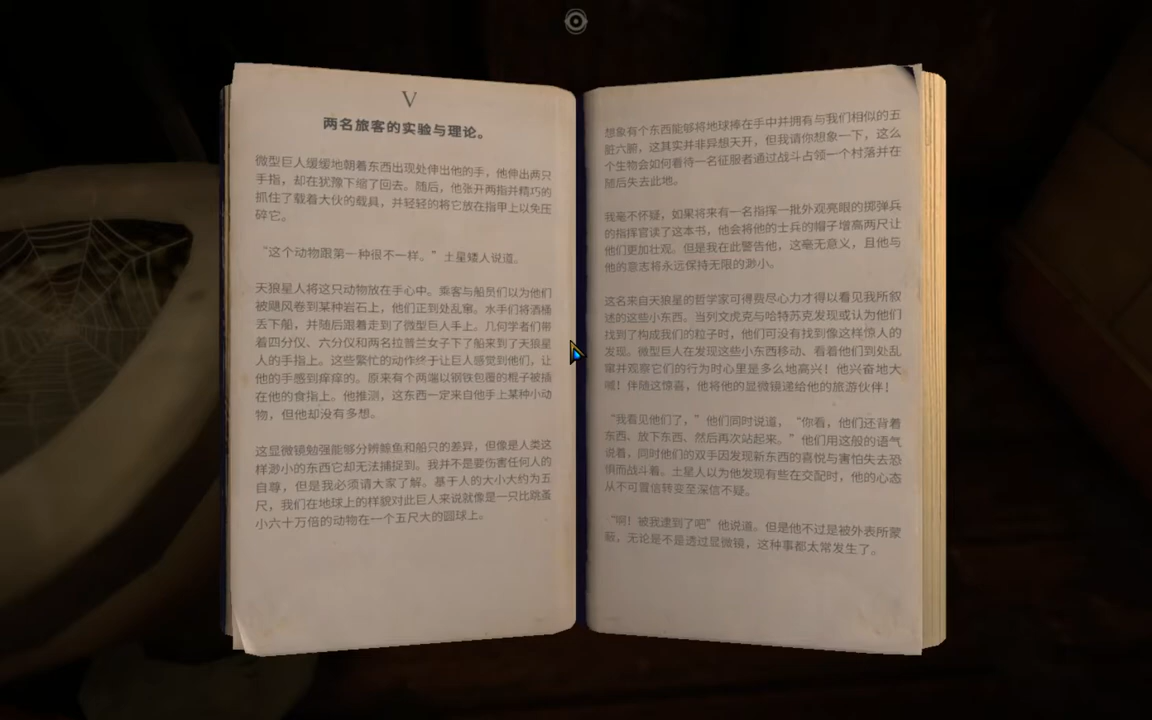 V
两名旅客的实验与理论。
微型巨人缓缓地朝着东西出现处伸出他的手，他伸出两只
手指，却在犹豫下缩了回去。随后，他张开两指并精巧的
抓住了载着大伙的载具，并轻轻的将它放在指甲上以免压
碎它。
“这个动物跟第一种很不一样。”土星矮人说道。
天狼星人将这只动物放在手心中。乘客与船员们以为他们
被飓风卷到某种岩石上，他们正到处乱窜。水手们将酒桶
丢下船，并随后跟着走到了微型巨人手上。几何学者们带
着四分仪、六分仪和两名拉普兰女子下了船来到了天狼星
人的手指上。这些繁忙的动作终于让巨人感觉到他们，让
他的手感到痒痒的。原来有个两端以钢铁包覆的棍子被插
在他的食指上。他推测，这东西一定来自他手上某种小动
物，但他却没有多想。
这显微镜勉强能够分辨鲸鱼和船只的差异，但像是人类这
样渺小的东西它却无法捕捉到。我并不是要伤害任何人的
自尊，但是我必须请大家了解。基于人的大小大约为五
尺，我们在地球上的样貌对此巨人来说就像是一只比跳蚤
小六十万倍的动物在一个五尺大的圆球上。
想象有个东西能够将地球捧在手中并拥有与我们相似的五
脏六腑，这其实并非异想天开，但我请你想象一下，这么
个生物会如何看待一名征服者通过战斗占领一个村落并在
随后失去此地。
我毫不怀疑，如果将来有一名指挥一批外观亮眼的掷弹兵
的指挥官读了这本书，他会将他的士兵的帽子增高两尺让
他们更加壮观。但是我在此警告他，这毫无意义，且他与
他的意志将永远保持无限的渺小。
这名来自天狼星的哲学家可得费尽心力才得以看见我所叙
述的这些小东西。当列文虎克与哈特苏克发现或认为他们
找到了构成我们的粒子时，他们可没有找到像这样惊人的
发现。微型巨人在发现这些小东西移动、看着他们到处乱
窜并观察它们的行为时心里是多么地高兴！他兴奋地大
喊！伴随这惊喜，他将他的显微镜递给他的旅游伙伴！
“我看见他们了，”他们同时说道，“你看，他们还背着
东西、放下东西、然后再次站起来。”他们用这般的语气
说着，同时他们的双手因发现新东西的喜悦与害怕失去恐
惧而战斗着。土星人以为他发现有些在交配时，他的心态
从不可置信转变至深信不疑。
“啊！被我逮到了吧”他说道。但是他不过是被外表所蒙
蔽，无论是不是透过显微镜，这种事都太常发生了。